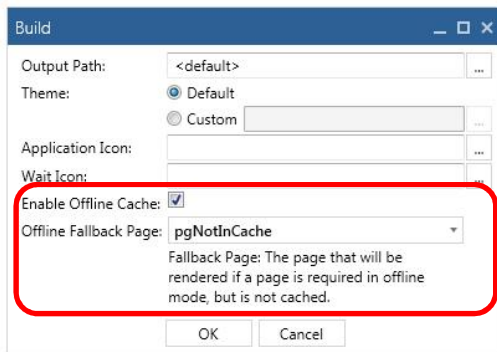 Build
Output Path: <default> ...
Theme: Default
Custom ...
Application Icon: ...
Wait Icon: ...
Enable Offline Cache:
Offline Fallback Page: pgNotInCache
Fallback Page: The page that will be
rendered if a page is required in offline
mode, but is not cached.
OK Cancel